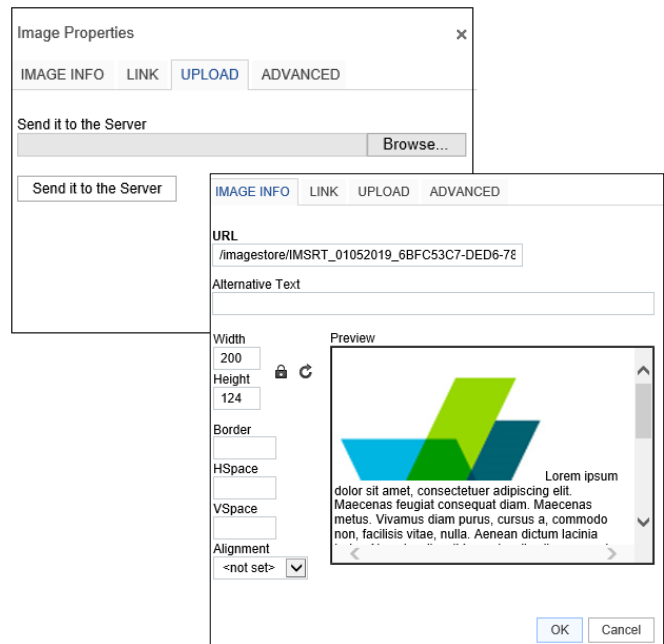 Image Properties
IMAGE INFO LINK UPLOAD ADVANCED
Send it to the Server
Browse...
Send it to the Server
IMAGE INFO LINK UPLOAD ADVANCED
URL
/imagestore/IMSRT_01052019_6BFC53C7-DED6-78
Alternative Text
Width
200
Height
124
Border
HSpace
VSpace
Alignment
<not set>
Preview
Lorem ipsum
dolor sit amet, consectetuer adipiscing elit.
Maecenas feugiat consequat diam. Maecenas
metus. Vivamus diam purus, cursus a, commodo
non, facilisis vitae, nulla. Aenean dictum lacinia
OK Cancel